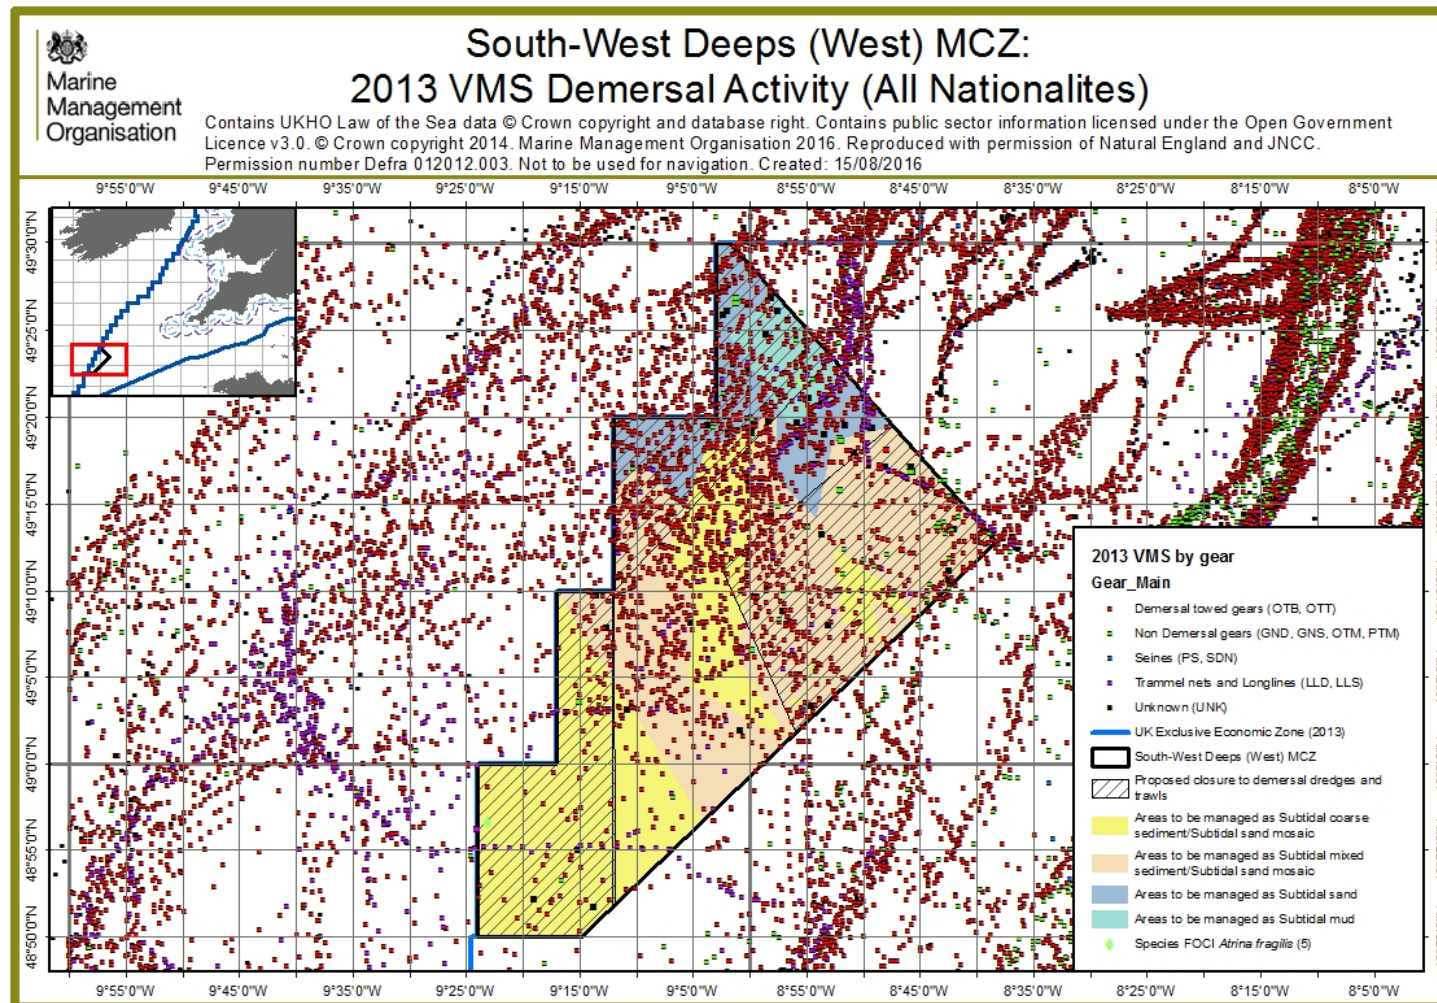 South-West Deeps (West) MCZ:
2013 VMS Demersal Activity (All Nationalites)
Marine
Management
Organisation
Contains UKHO Law of the Sea data © Crown copyright and database right. Contains public sector information licensed under the Open Government
Licence v3.0. © Crown copyright 2014. Marine Management Organisation 2016. Reproduced with permission of Natural England and JNCC.
Permission number Defra 012012.003. Not to be used for navigation. Created: 15/08/2016
9°55'0"W 9°45'0"W 9°35'0"W 9°25'0"W 9°15'0"W 9°5'0"W 8°55'0"W 8°45'0"W 8°35'0"W 8°25'0"W 8°15'0"W 8°5'0"W
49°30'0"N
49°25'0"N
49°20'0"N
49°15'0"N
49°10'0"N
49°5'0"N
49°0'0"N
48°55'0"N
48°50'0"N
2013 VMS by gear
Gear_Main
Demersal towed gears (OTB, OTT)
Non Demersal gears (GND, GNS, OTM, PTM)
Seines (PS, SDN)
Trammel nets and Longlines (LLD, LLS)
Unknown (UNK)
UK Exclusive Economic Zone (2013)
South-West Deeps (West) MCZ
Proposed closure to demersal dredges and
trawls
Areas to be managed as Subtidal coarse
sediment/Subtidal sand mosaic
Areas to be managed as Subtidal mixed
sediment/Subtidal sand mosaic
Areas to be managed as Subtidal sand
Areas to be managed as Subtidal mud
Species FOCI Atrina fragilis (5)
9°55'0"W 9°45'0"W 9°35'0"W 9°25'0"W 9°15'0"W 9°5'0"W 8°55'0"W 8°45'0"W 8°35'0"W 8°25'0"W 8°15'0"W 8°5'0"W